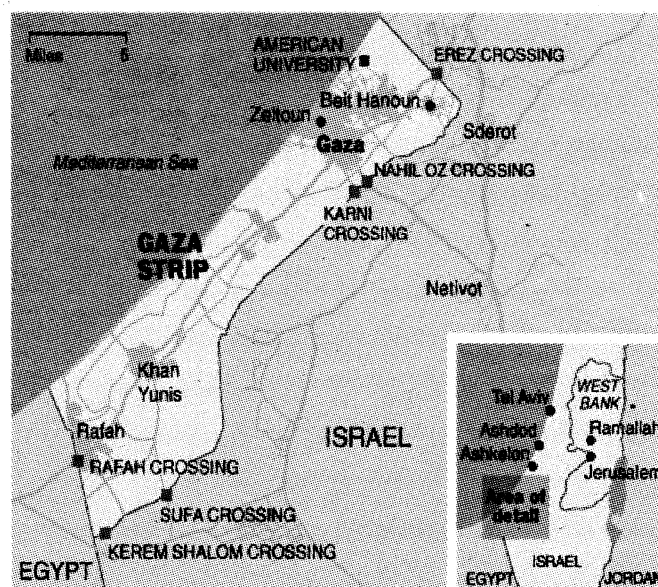 AMERICAN
UNIVERSITY
EREZ CROSSING
Miles 5
Beit Hanoun
Zeitoun
Sderot
Gaza
Mediterranean Sea
NAHIL OZ CROSSING
KARNI
CROSSING
GAZA
STRIP
Netivot
Khan
Yunis
Tel Aviv
WEST
BANK
Rafah
ISRAEL
Ashdod
Ramallah
RAFAH CROSSING
Ashkelon
Jerusalem
Area of
detail
SUFA CROSSING
KEREM SHALOM CROSSING
EGYPT
ISRAEL
EGYPT
JORDAN